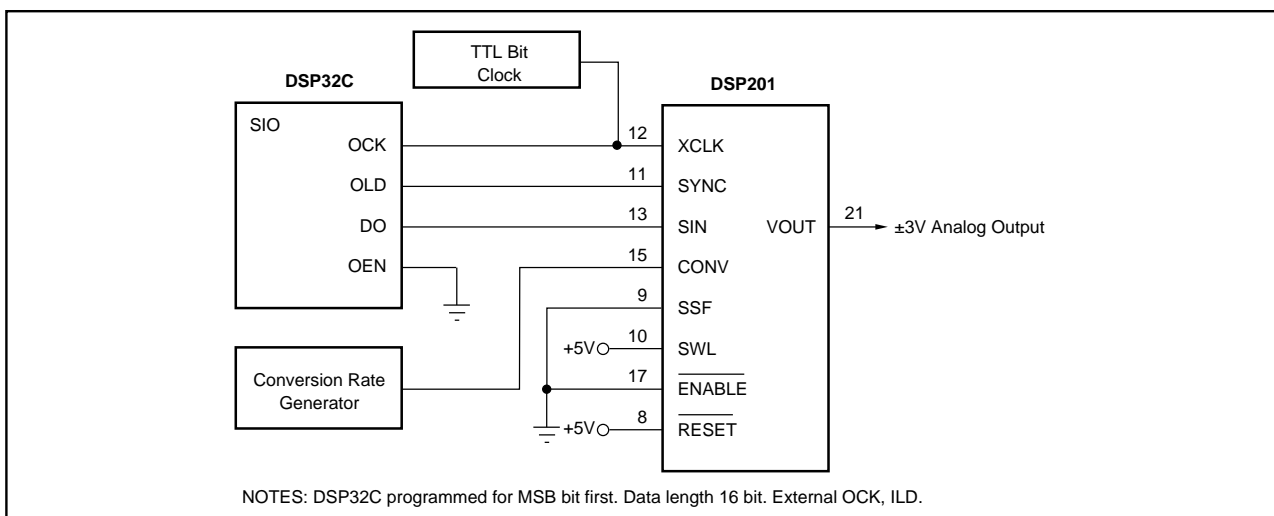 TTL Bit
Clock
DSP32C
DSP201
SIO
OCK
12
XCLK
OLD
11
SYNC
DO
13
SIN
VOUT
21
±3V Analog Output
OEN
15
CONV
9
SSF
+5V
10
SWL
Conversion Rate
Generator
17
ENABLE
+5V
8
RESET
NOTES: DSP32C programmed for MSB bit first. Data length 16 bit. External OCK, ILD.